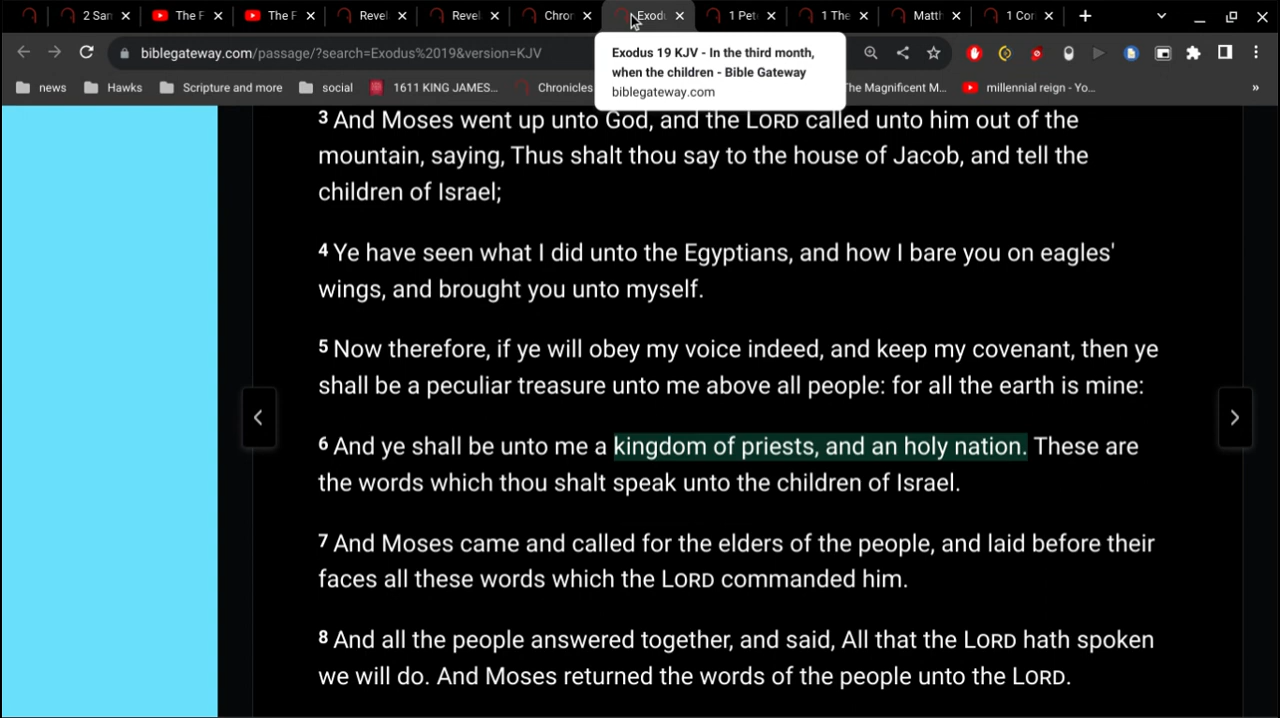 2 San
The F
The F
Revel
Revel
Chron
Exodu
1 Pet
1 The
Matth
1 Cor
biblegateway.com/passage/?search=Exodus%2019&version=KJV
Exodus 19 KJV - In the third month,
when the children - Bible Gateway
biblegateway.com
news
Hawks
Scripture and more
social
1611 KING JAMES...
Chronicles
The Magnificent M...
millennial reign - Yo...
3 And Moses went up unto God, and the LORD called unto him out of the
mountain, saying, Thus shalt thou say to the house of Jacob, and tell the
children of Israel;
4 Ye have seen what I did unto the Egyptians, and how I bare you on eagles'
wings, and brought you unto myself.
5 Now therefore, if ye will obey my voice indeed, and keep my covenant, then ye
shall be a peculiar treasure unto me above all people: for all the earth is mine:
6 And ye shall be unto me a kingdom of priests, and an holy nation. These are
the words which thou shalt speak unto the children of Israel.
7 And Moses came and called for the elders of the people, and laid before their
faces all these words which the LORD commanded him.
8 And all the people answered together, and said, All that the LORD hath spoken
we will do. And Moses returned the words of the people unto the LORD.